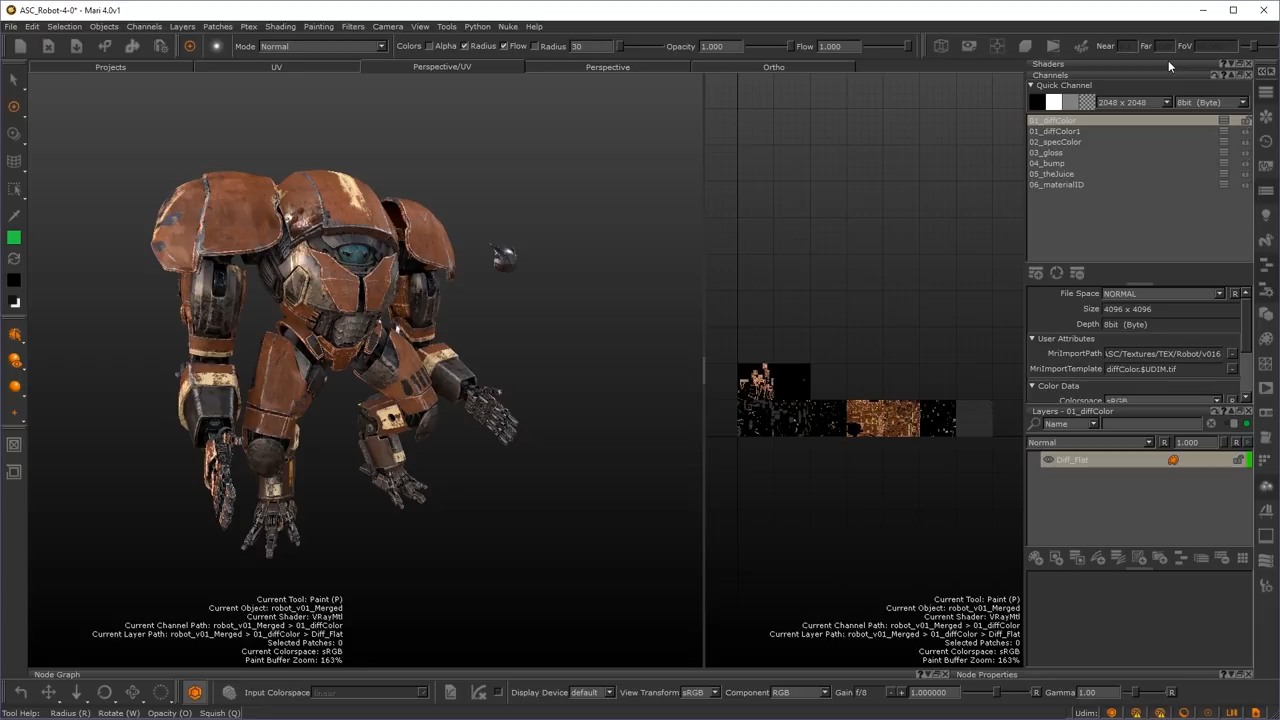 ASC_Robot-4-0* - Mari 4.0v1
File Edit Selection Objects Channels Layers Patches Ptex Shading Painting Filters Camera View Tools Python Nuke Help
Mode Normal Colors Alpha Radius Flow Radius 30 Opacity 1.000 Flow 1.000 Near Far FoV
Projects UV Perspective/UV Perspective Ortho
Shaders
Channels
Quick Channel
2048 x 2048 8bit (Byte)
01_diffColor
01_diffColor1
02_specColor
03_gloss
04_bump
05_theJuice
06_materialID
File Space NORMAL R
Size 4096 x 4096
Depth 8bit (Byte)
User Attributes
MriImportPath \SC/Textures/TEX/Robot/v016
MriImportTemplate diffColor.$UDIM.tif
Color Data
Colorspace sRGB
Layers - 01_diffColor
Name
Normal R 1.000 R
Diff_Flat
Current Tool: Paint (P)
Current Object: robot_v01_Merged
Current Shader: VRayMtl
Current Channel Path: robot_v01_Merged > 01_diffColor
Current Layer Path: robot_v01_Merged > 01_diffColor > Diff_Flat
Selected Patches: 0
Current Colorspace: sRGB
Paint Buffer Zoom: 163%
Current Tool: Paint (P)
Current Object: robot_v01_Merged
Current Shader: VRayMtl
Current Channel Path: robot_v01_Merged > 01_diffColor
Current Layer Path: robot_v01_Merged > 01_diffColor > Diff_Flat
Selected Patches: 0
Current Colorspace: sRGB
Paint Buffer Zoom: 163%
Node Graph Node Properties
Input Colorspace linear Display Device default View Transform sRGB Component RGB Gain f/8 - + 1.000000 R Gamma 1.00 R
Tool Help: Radius (R) Rotate (W) Opacity (O) Squish (Q) Udim: